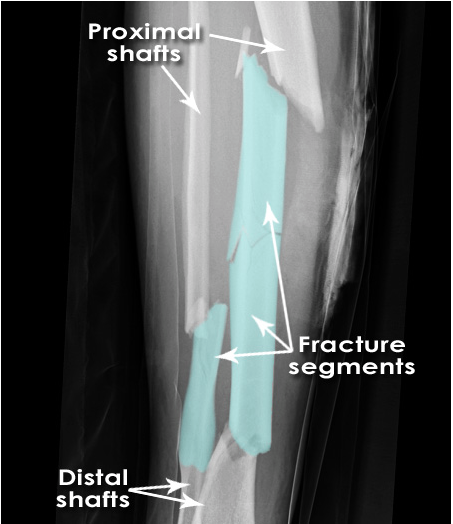 Proximal
shafts
Fracture
segments
Distal
shafts